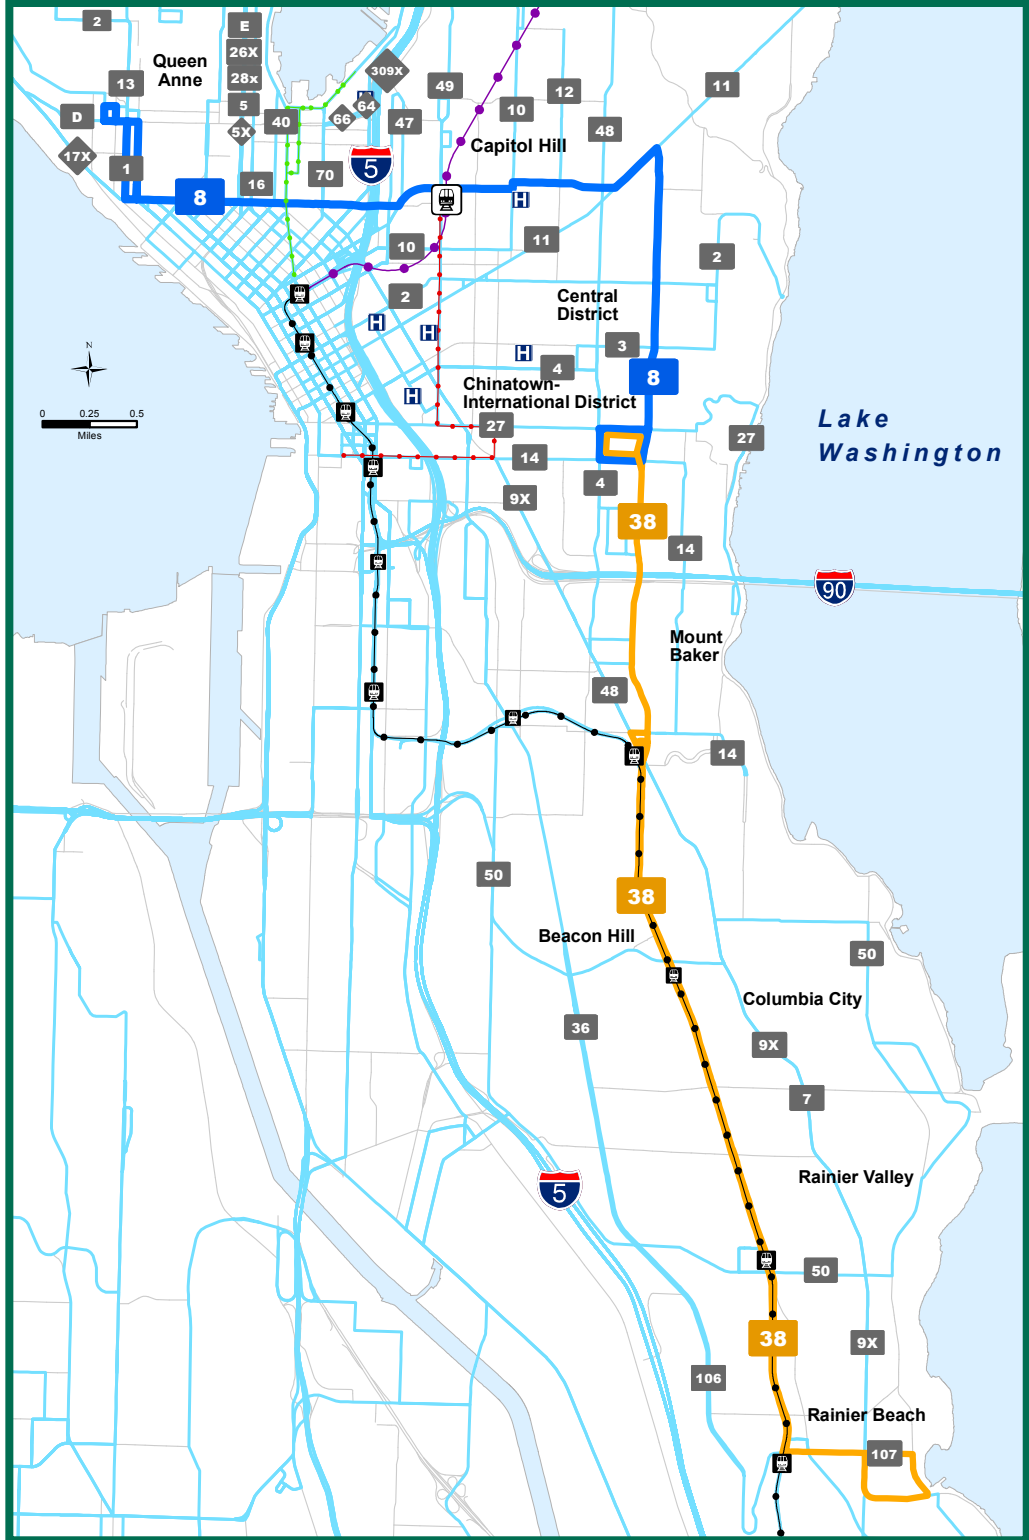 2
E
Queen
Anne
26X
28x
309X
13
49
12
11
5
64
10
D
40
66
47
5X
48
Capitol Hill
17X
1
5
16
70
8
H
10
11
2
2
Central
District
H
H
3
H
4
8
N
Chinatown-
International District
H
0 0.25 0.5
Miles
Lake
Washington
27
27
14
4
9X
38
14
90
Mount
Baker
48
14
50
38
Beacon Hill
50
Columbia City
36
9X
7
Rainier Valley
5
50
38
9X
106
Rainier Beach
107